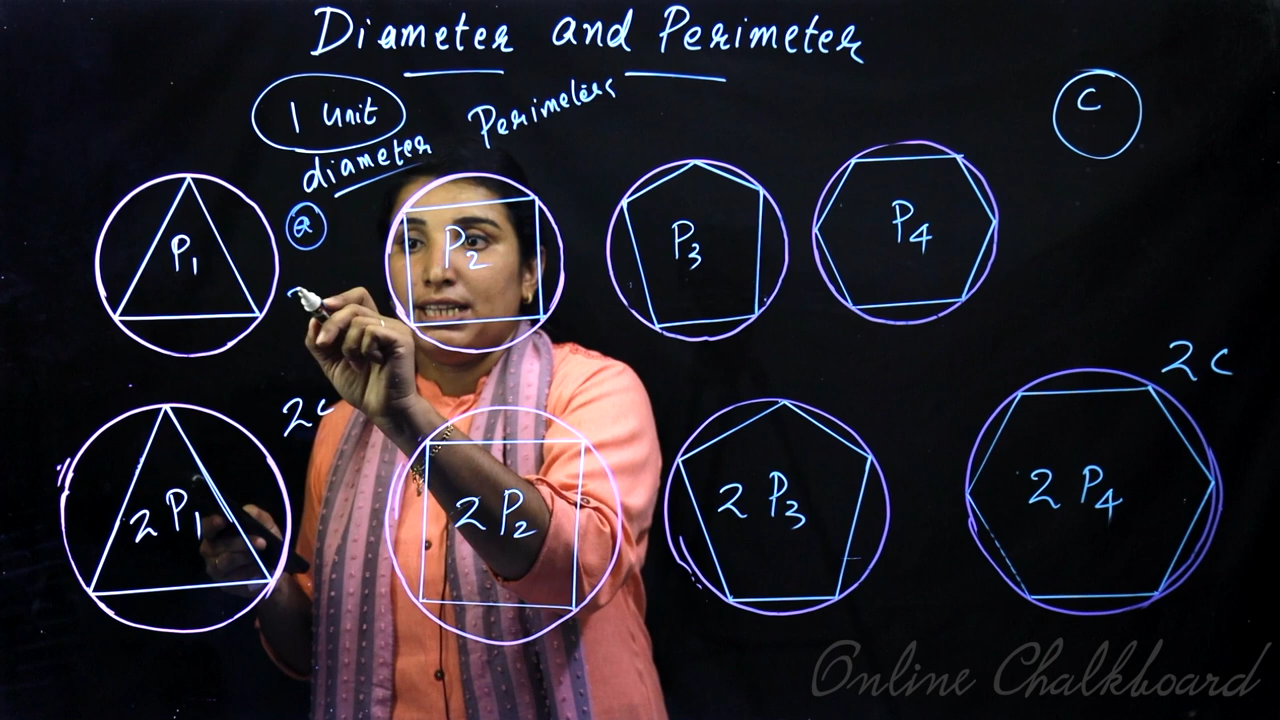 Diameter and Perimeter
1 Unit
diameter
Perimeters
C
P1
P2
P3
P4
2C
2C
2P1
2P2
2P3
2P4
Online Chalkboard